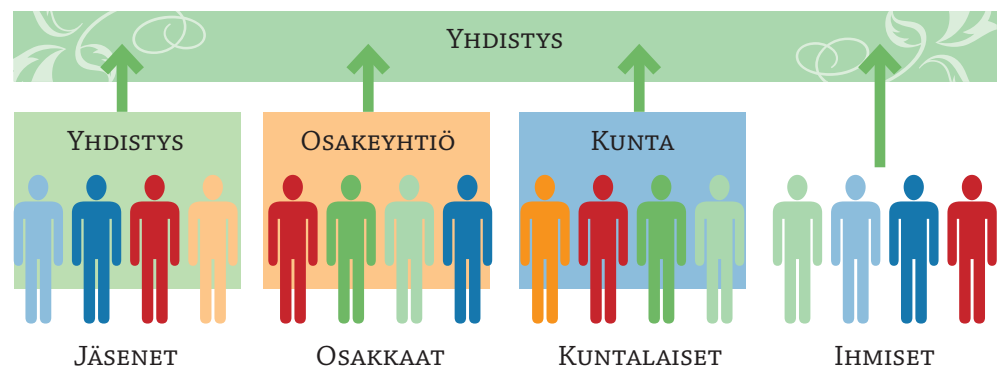 Yhdistys
Yhdistys
Osakeyhtiö
Kunta
Jäsenet
Osakkaat
Kuntalaiset
Ihmiset